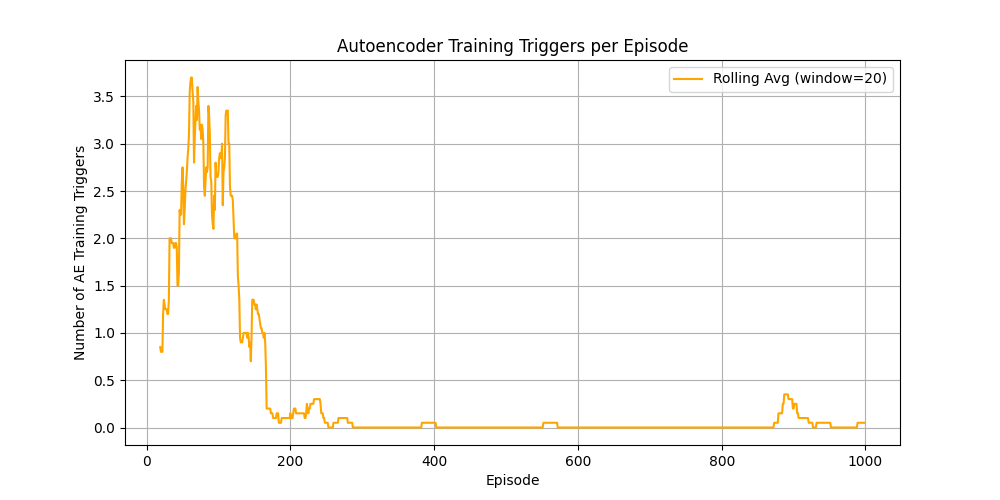 Autoencoder Training Triggers per Episode
Rolling Avg (window=20)
Number of AE Training Triggers
3.5
3.0
2.5
2.0
1.5
1.0
0.5
0.0
0 200 400 600 800 1000
Episode